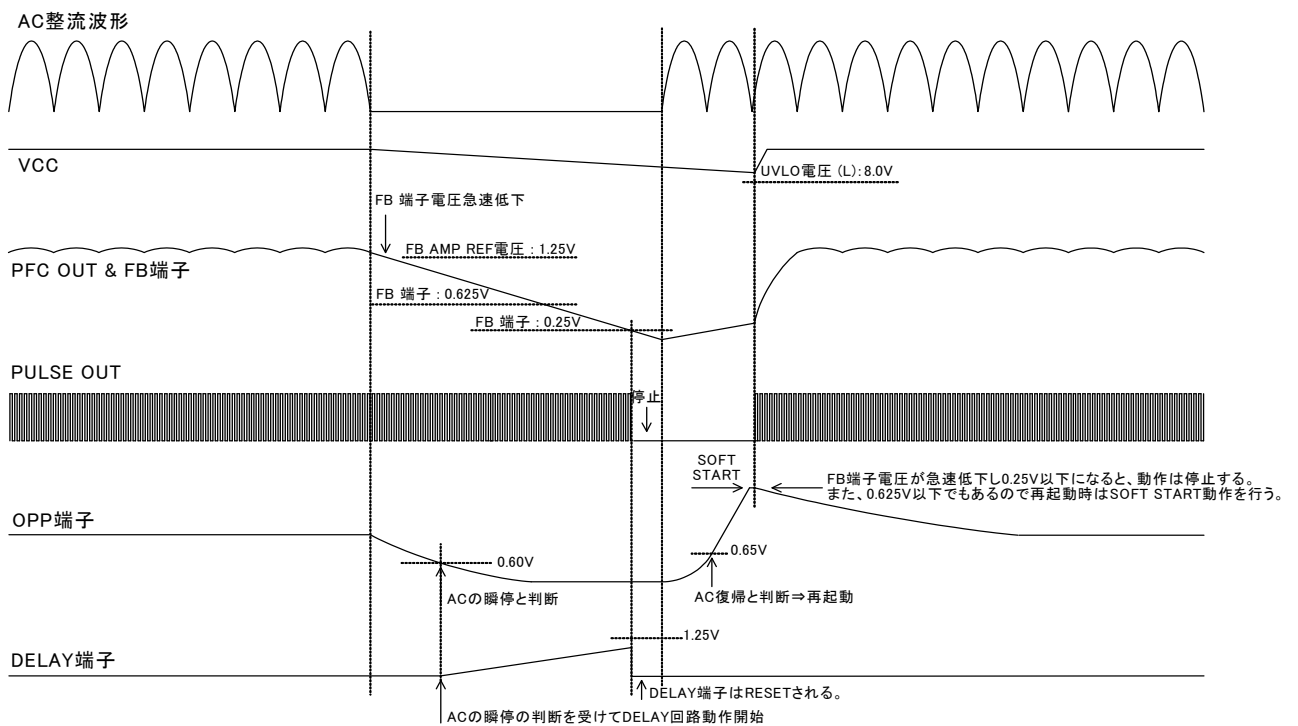 AC整流波形
VCC
UVLO電圧 (L):8.0V
FB 端子電圧急速低下
FB AMP REF電圧 : 1.25V
PFC OUT & FB端子
FB 端子 : 0.625V
FB 端子 : 0.25V
PULSE OUT
停止
SOFT
START
FB端子電圧が急速低下し0.25V以下になると、動作は停止する。
また、0.625V以下でもあるので再起動時はSOFT START動作を行う。
OPP端子
0.60V
0.65V
ACの瞬停と判断
AC復帰と判断⇒再起動
1.25V
DELAY端子
DELAY端子はRESETされる。
ACの瞬停の判断を受けてDELAY回路動作開始